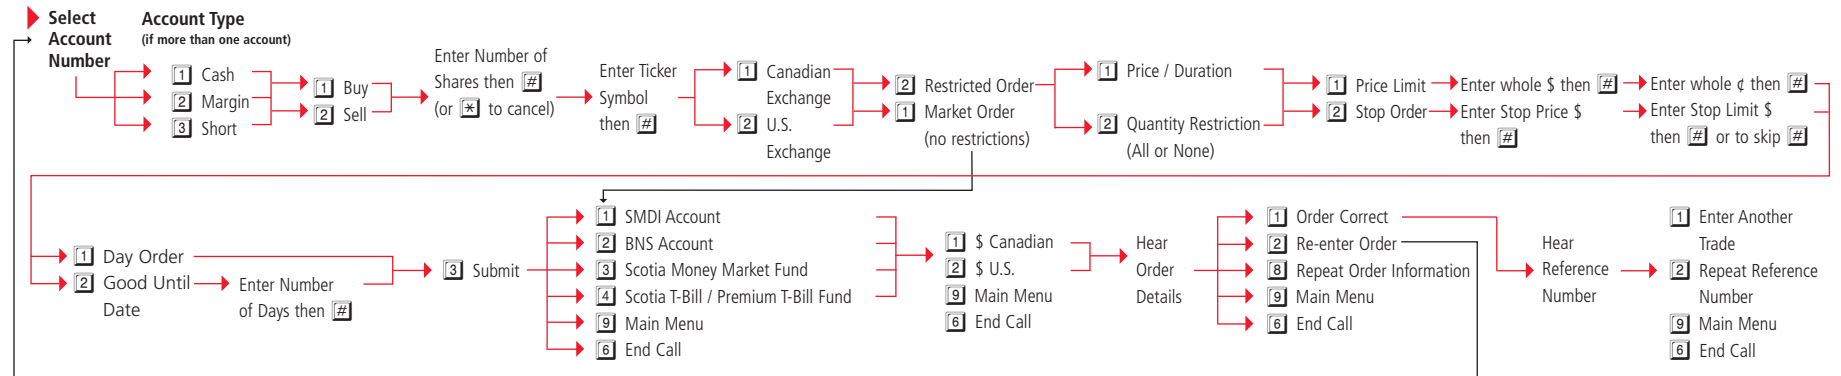 Select
Account
Number
Account Type
(if more than one account)
1 Cash
2 Margin
3 Short
1 Buy
2 Sell
Enter Number of
Shares then #
(or * to cancel)
Enter Ticker
Symbol
then #
1 Canadian
Exchange
2 U.S.
Exchange
2 Restricted Order
1 Market Order
(no restrictions)
1 Price / Duration
2 Quantity Restriction
(All or None)
1 Price Limit
2 Stop Order
Enter whole $ then #
Enter Stop Price $
then #
Enter whole ¢ then #
Enter Stop Limit $
then # or to skip #
1 Day Order
2 Good Until
Date
Enter Number
of Days then #
3 Submit
1 SMDI Account
2 BNS Account
3 Scotia Money Market Fund
4 Scotia T-Bill / Premium T-Bill Fund
9 Main Menu
6 End Call
1 $ Canadian
2 $ U.S.
9 Main Menu
6 End Call
Hear
Order
Details
1 Order Correct
2 Re-enter Order
8 Repeat Order Information
9 Main Menu
6 End Call
Hear
Reference
Number
1 Enter Another
Trade
2 Repeat Reference
Number
9 Main Menu
6 End Call